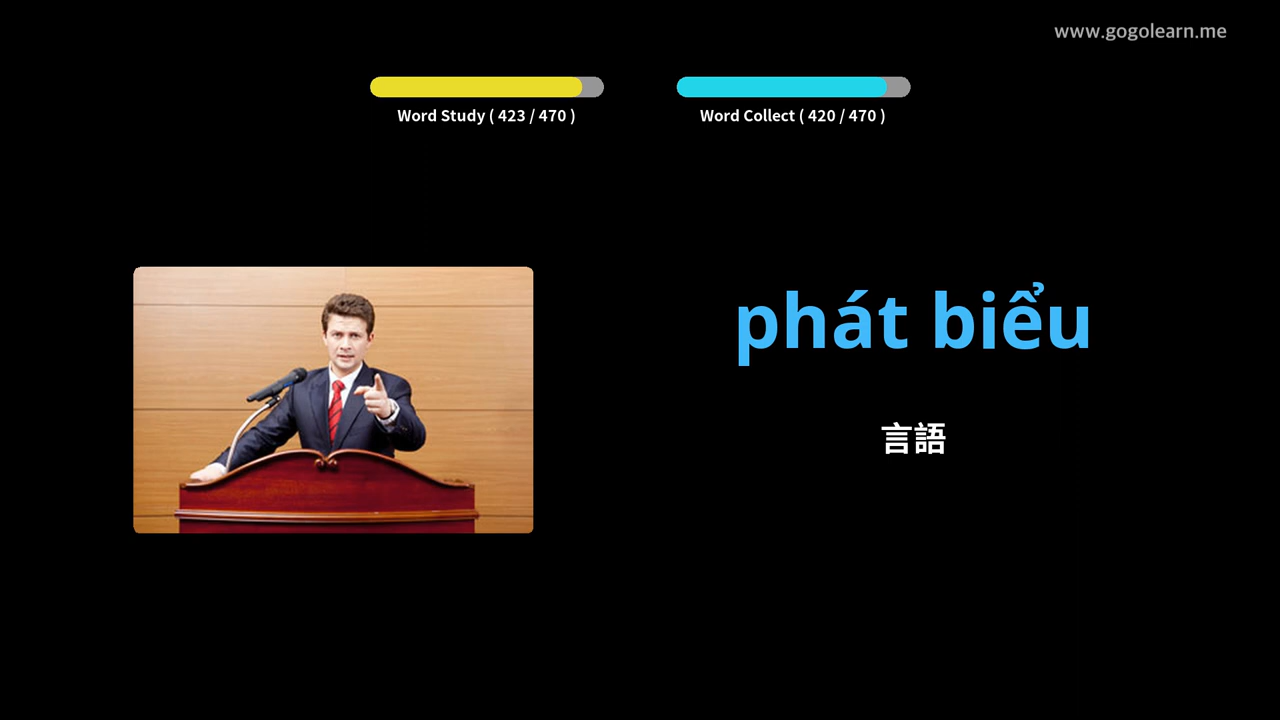 www.gogolearn.me
Word Study ( 423 / 470 )
Word Collect ( 420 / 470 )
phát biểu
言語